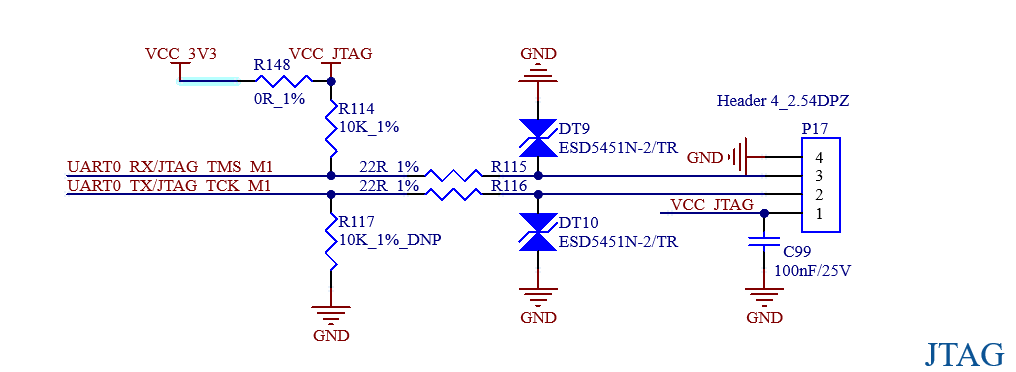 VCC_3V3
VCC_JTAG
GND
R148
0R_1%
R114
10K_1%
Header 4_2.54DPZ
DT9
ESD5451N-2/TR
P17
GND
4
UART0_RX/JTAG_TMS_M1
22R_1%
R115
3
UART0_TX/JTAG_TCK_M1
22R_1%
R116
2
VCC_JTAG
1
R117
10K_1%_DNP
DT10
ESD5451N-2/TR
C99
100nF/25V
GND
GND
GND
JTAG